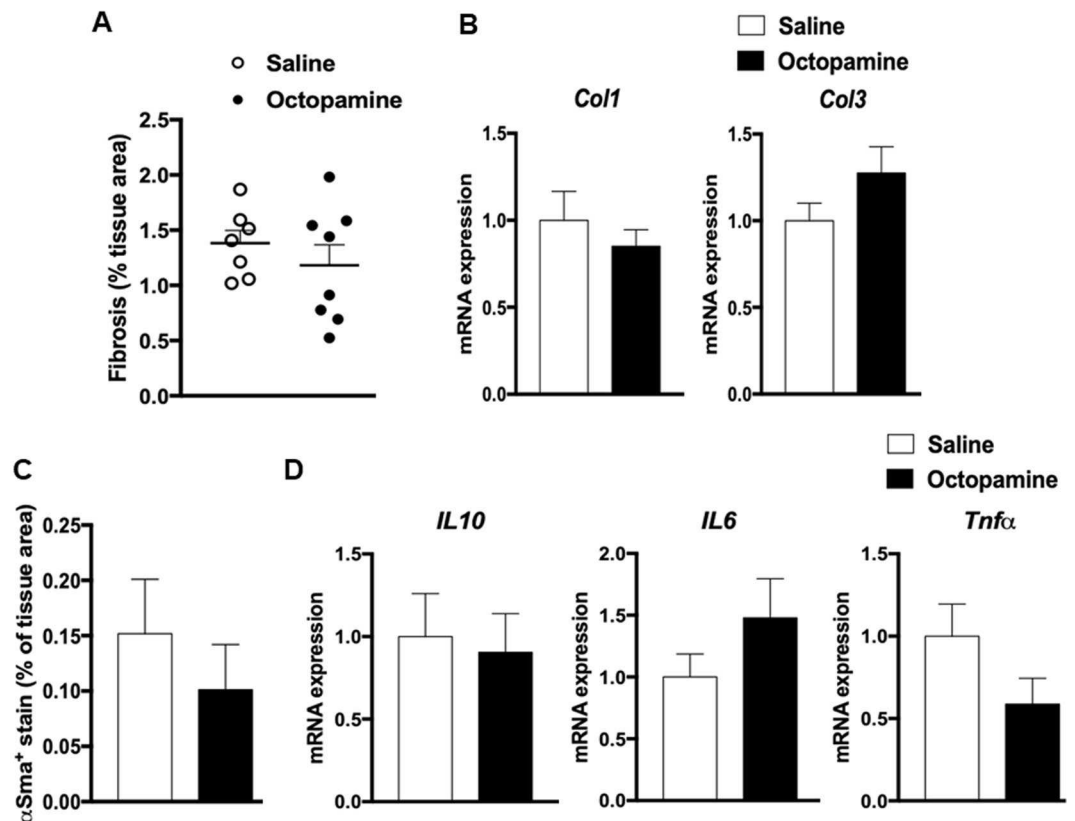 A
Saline
Octopamine
Fibrosis (% tissue area)
2.5
2.0
1.5
1.0
0.5
0.0
B
Saline
Octopamine
Col1
mRNA expression
1.5
1.0
0.5
0.0
Col3
mRNA expression
1.5
1.0
0.5
0.0
C
αSma⁺ stain (% of tissue area)
0.25
0.20
0.15
0.10
0.05
0.00
D
Saline
Octopamine
IL10
mRNA expression
1.5
1.0
0.5
0.0
IL6
mRNA expression
2.0
1.5
1.0
0.5
0.0
Tnfα
mRNA expression
1.5
1.0
0.5
0.0